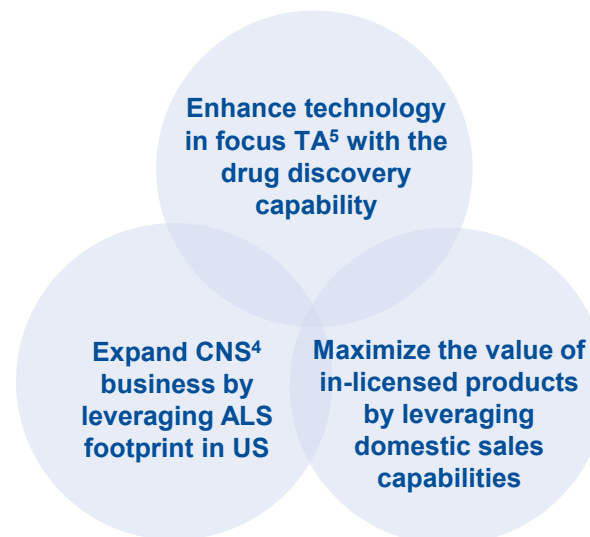 Enhance technology
in focus TA⁵ with the
drug discovery
capability
Expand CNS⁴
business by
leveraging ALS
footprint in US
Maximize the value of
in-licensed products
by leveraging
domestic sales
capabilities